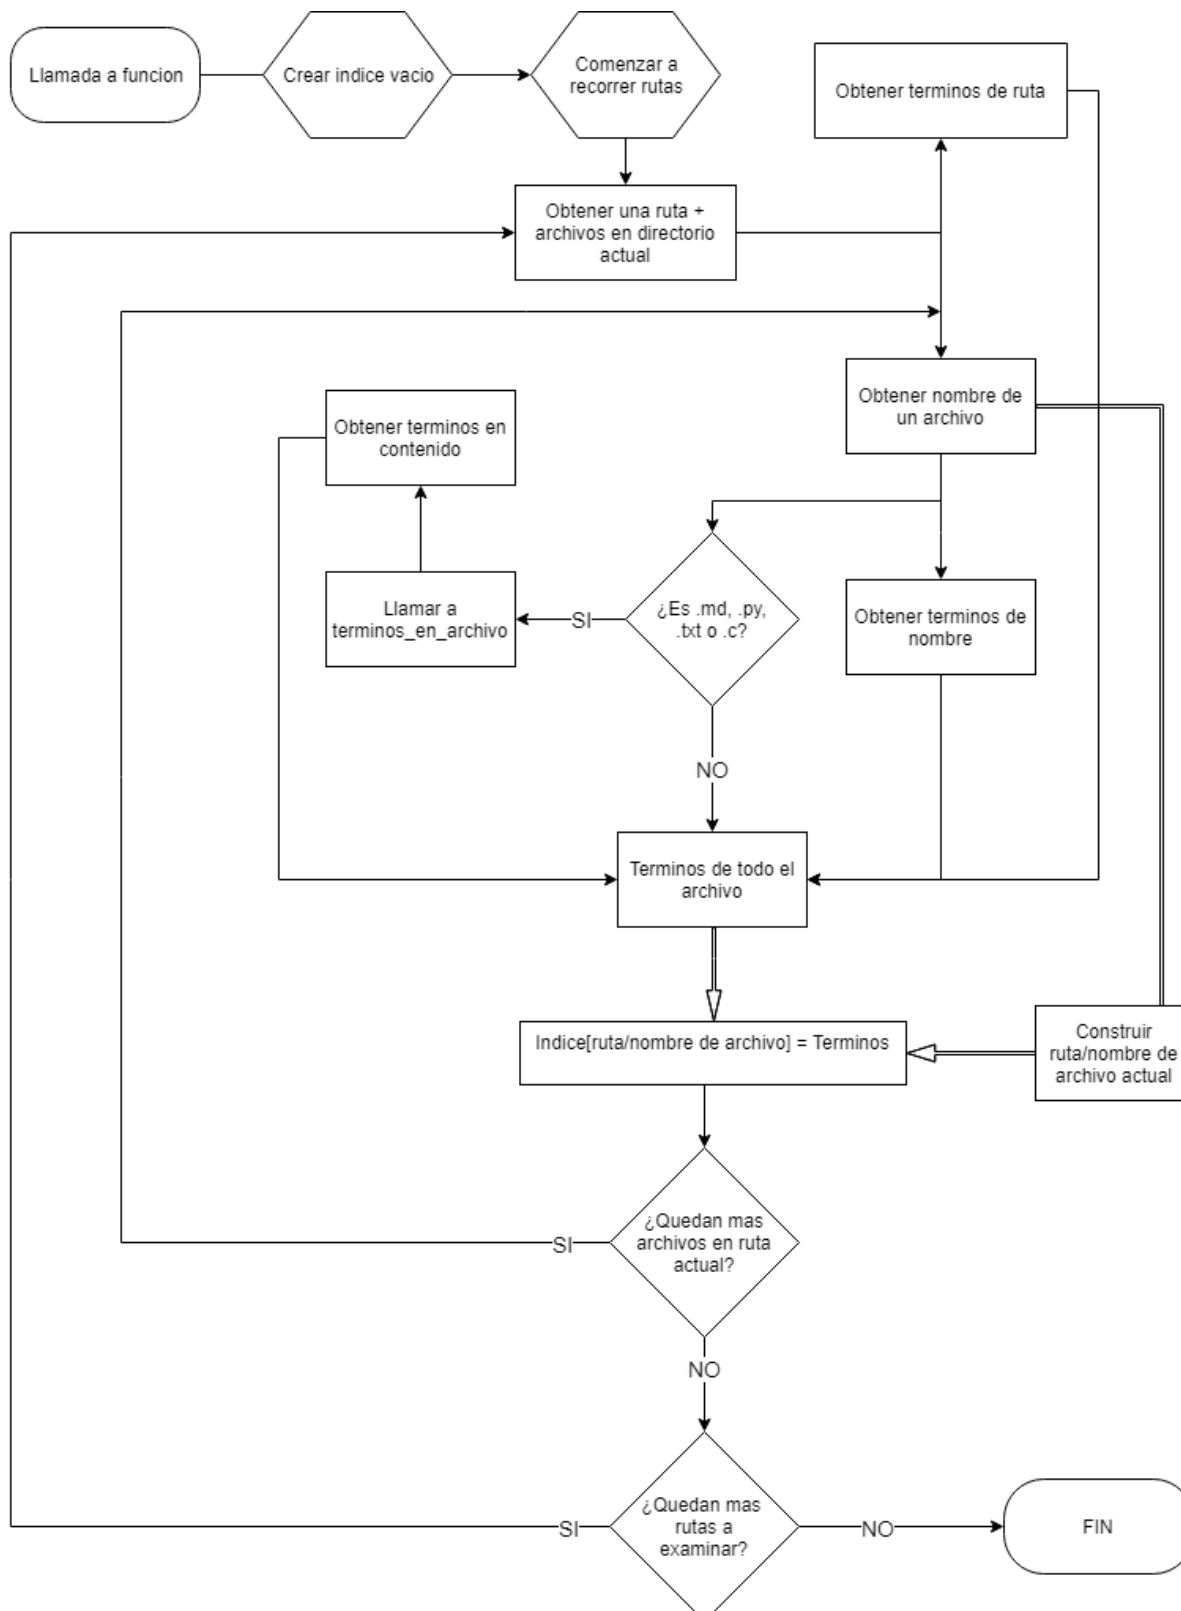 Llamada a funcion
Crear indice vacio
Comenzar a
recorrer rutas
Obtener terminos de ruta
Obtener una ruta +
archivos en directorio
actual
Obtener nombre de
un archivo
Obtener terminos en
contenido
¿Es .md, .py,
.txt o .c?
SI
Llamar a
terminos_en_archivo
Obtener terminos de
nombre
NO
Terminos de todo el
archivo
Indice[ruta/nombre de archivo] = Terminos
Construir
ruta/nombre de
archivo actual
¿Quedan mas
archivos en ruta
actual?
SI
NO
¿Quedan mas
rutas a
examinar?
SI
NO
FIN